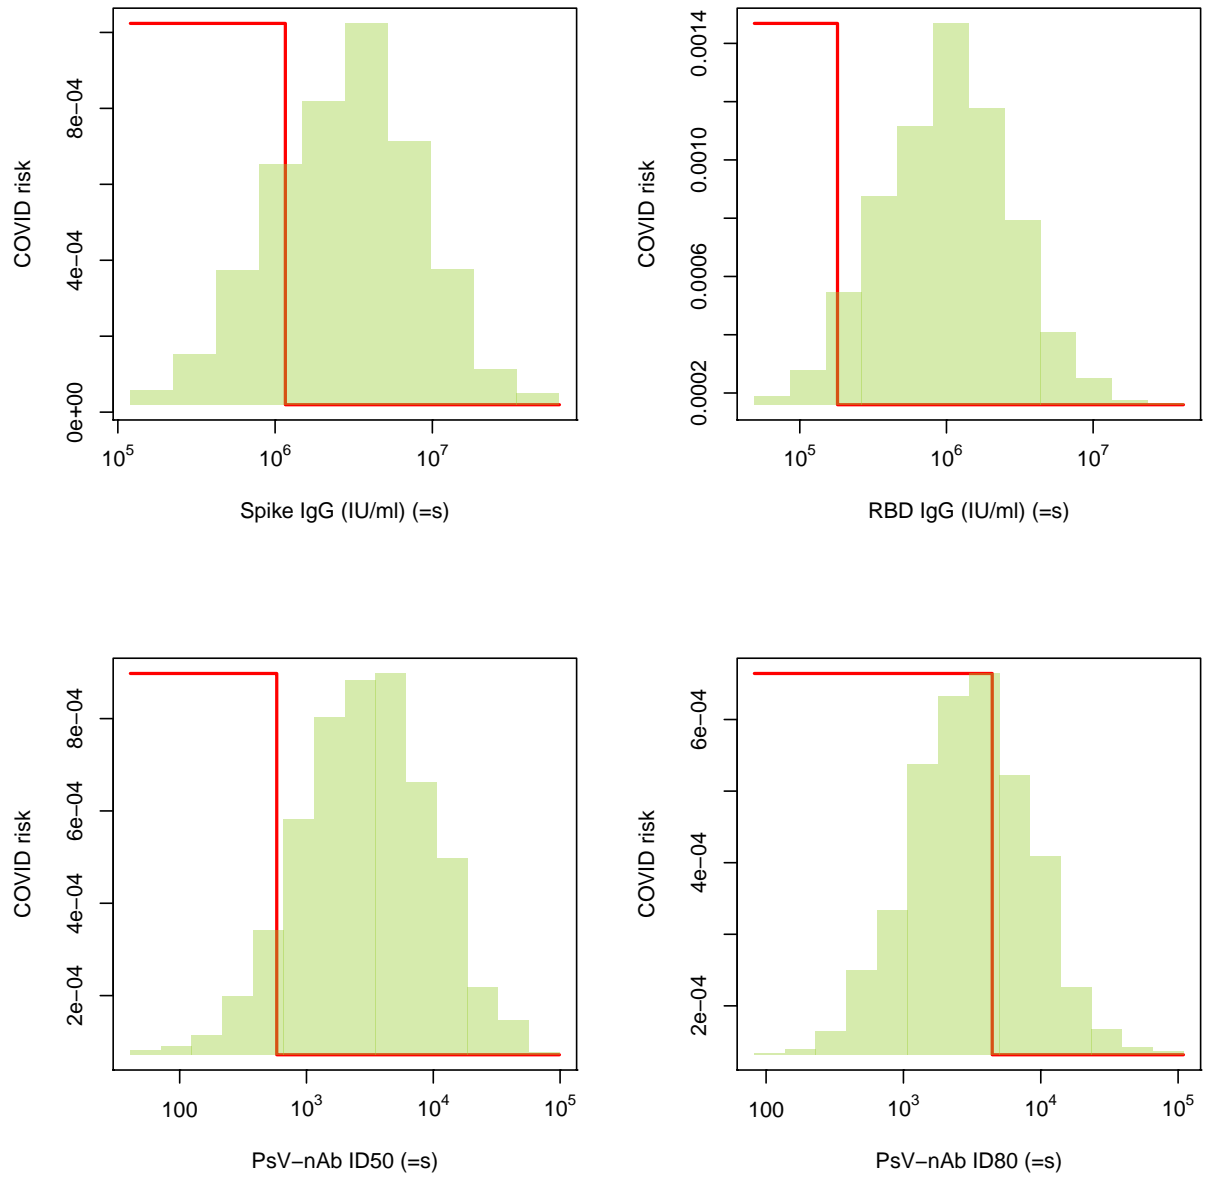 COVID risk
0e+00
4e−04
8e−04
10^5
10^6
10^7
Spike IgG (IU/ml) (=s)
COVID risk
0.0002
0.0006
0.0010
0.0014
10^5
10^6
10^7
RBD IgG (IU/ml) (=s)
COVID risk
2e−04
4e−04
6e−04
8e−04
100
10^3
10^4
10^5
PsV−nAb ID50 (=s)
COVID risk
2e−04
4e−04
6e−04
100
10^3
10^4
10^5
PsV−nAb ID80 (=s)